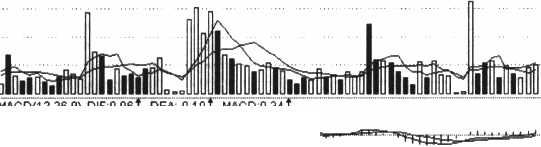 MACD(12,26,9) DIF:0.06↑ DEA:-0.10↑ MACD:0.34↑